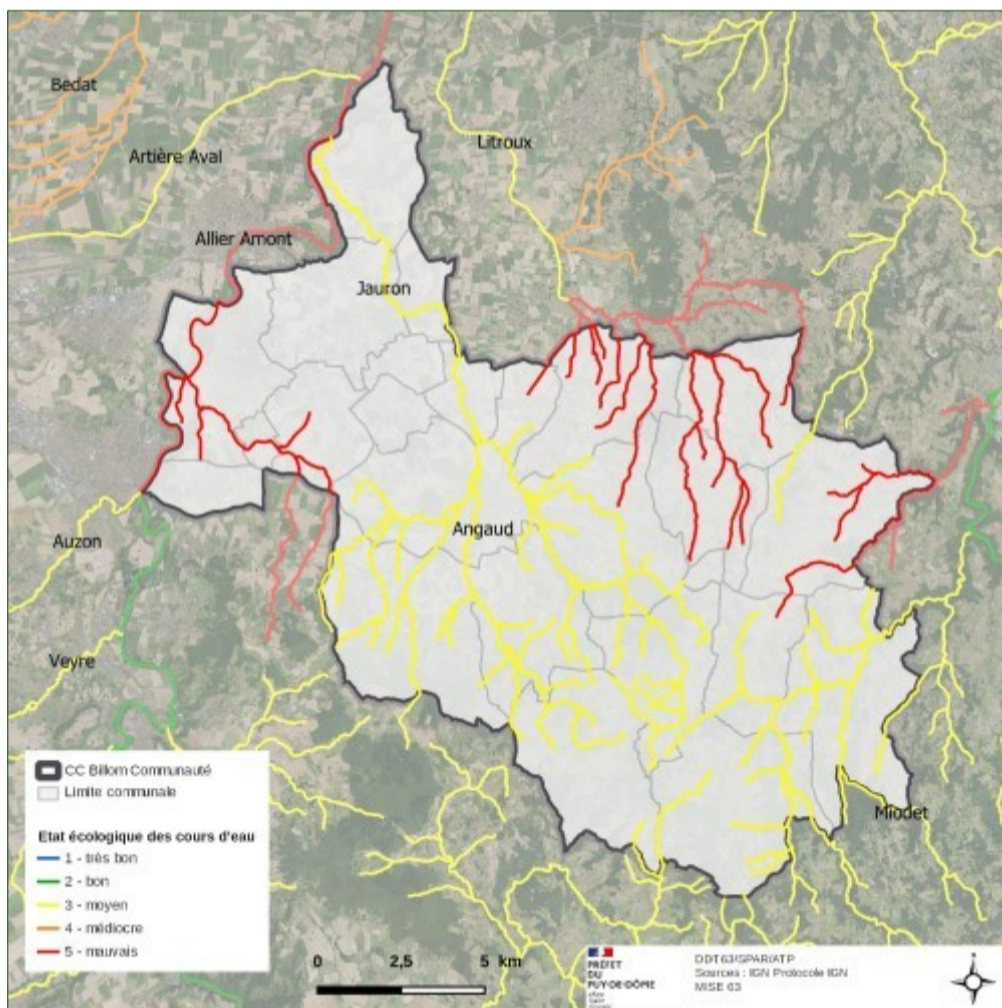 Bedat
Artière Aval
Litroux
Allier Amont
Jauron
Angaud
Auzon
Veyre
Miodet
CC Billom Communauté
Limite communale
Etat écologique des cours d'eau
1 - très bon
2 - bon
3 - moyen
4 - médiocre
5 - mauvais
0 2,5 5 km
PRÉFET
DU
PUY-DE-DÔME
DDT63/SPAR/ATP
Sources : IGN Protocole IGN
MISE 63